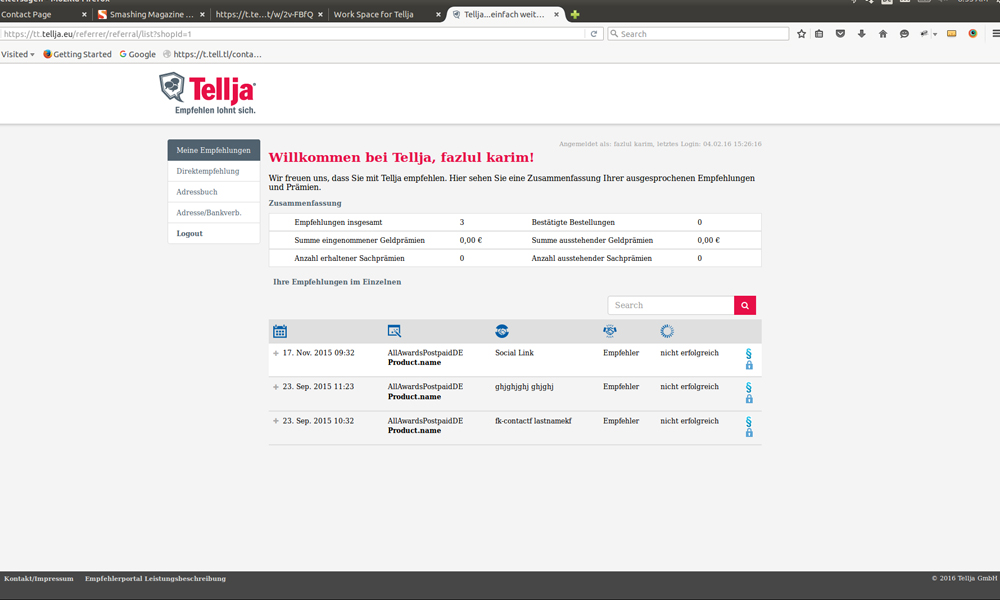 Contact Page
Smashing Magazine ...
https://t.te...t/w/2v-FBfQ
Work Space for Tellja
Tellja...einfach weit...
https://tt.tellja.eu/referrer/referral/list?shopid=1
Search
Visited
Getting Started
Google
https://t.tell.tl/conta...
Tellja
Empfehlen lohnt sich.
Angemeldet als: fazlul karim, letztes Login: 04.02.16 15:26:16
Meine Empfehlungen
Direktempfehlung
Adressbuch
Adresse/Bankverb.
Logout
Willkommen bei Tellja, fazlul karim!
Wir freuen uns, dass Sie mit Tellja empfehlen. Hier sehen Sie eine Zusammenfassung Ihrer ausgesprochenen Empfehlungen
und Prämien.
Zusammenfassung
Empfehlungen insgesamt 3 Bestätigte Bestellungen 0
Summe eingenommener Geldprämien 0,00 € Summe ausstehender Geldprämien 0,00 €
Anzahl erhaltener Sachprämien 0 Anzahl ausstehender Sachprämien 0
Ihre Empfehlungen im Einzelnen
Search
17. Nov. 2015 09:32 AllAwardsPostpaidDE Social Link Empfehler nicht erfolgreich §
Product.name
23. Sep. 2015 11:23 AllAwardsPostpaidDE ghjghjghj ghjghj Empfehler nicht erfolgreich §
Product.name
23. Sep. 2015 10:32 AllAwardsPostpaidDE fk-contactf lastnamekf Empfehler nicht erfolgreich §
Product.name
Kontakt/Impressum Empfehlerportal Leistungsbeschreibung © 2016 Tellja GmbH